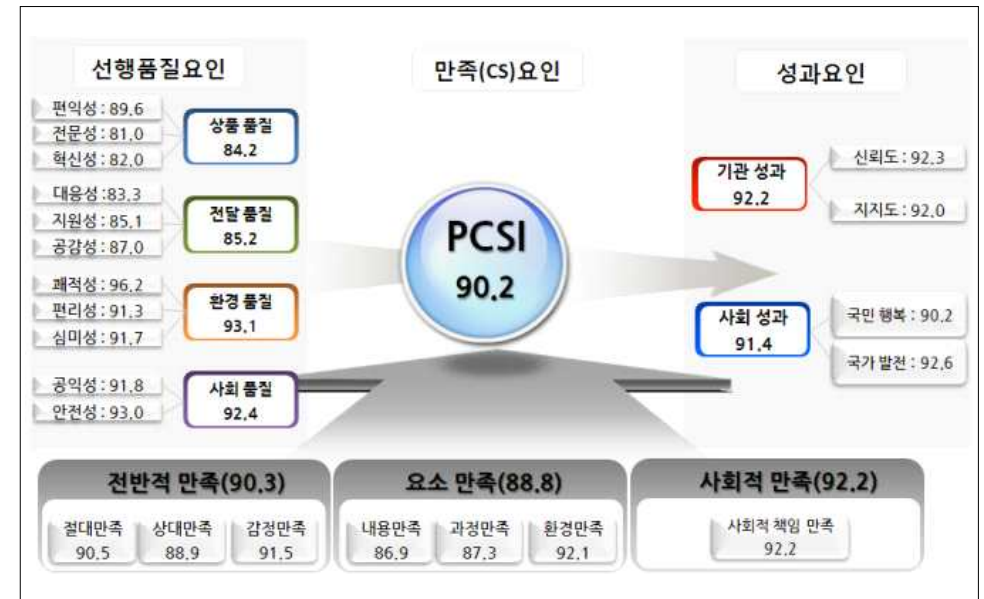 선행품질요인
편익성 : 89.6
전문성 : 81.0
혁신성 : 82.0
상품 품질
84.2
대응성 :83.3
지원성 : 85.1
공감성 : 87.0
전달 품질
85.2
쾌적성 : 96.2
편리성 : 91.3
심미성 : 91.7
환경 품질
93.1
공익성 : 91.8
안전성 : 93.0
사회 품질
92.4
만족(CS)요인
PCSI
90.2
성과요인
기관 성과
92.2
신뢰도 : 92.3
지지도 : 92.0
사회 성과
91.4
국민 행복 : 90.2
국가 발전 : 92.6
전반적 만족(90.3)
절대만족 상대만족 감정만족
90.5 88.9 91.5
요소 만족(88.8)
내용만족 과정만족 환경만족
86.9 87.3 92.1
사회적 만족(92.2)
사회적 책임 만족
92.2